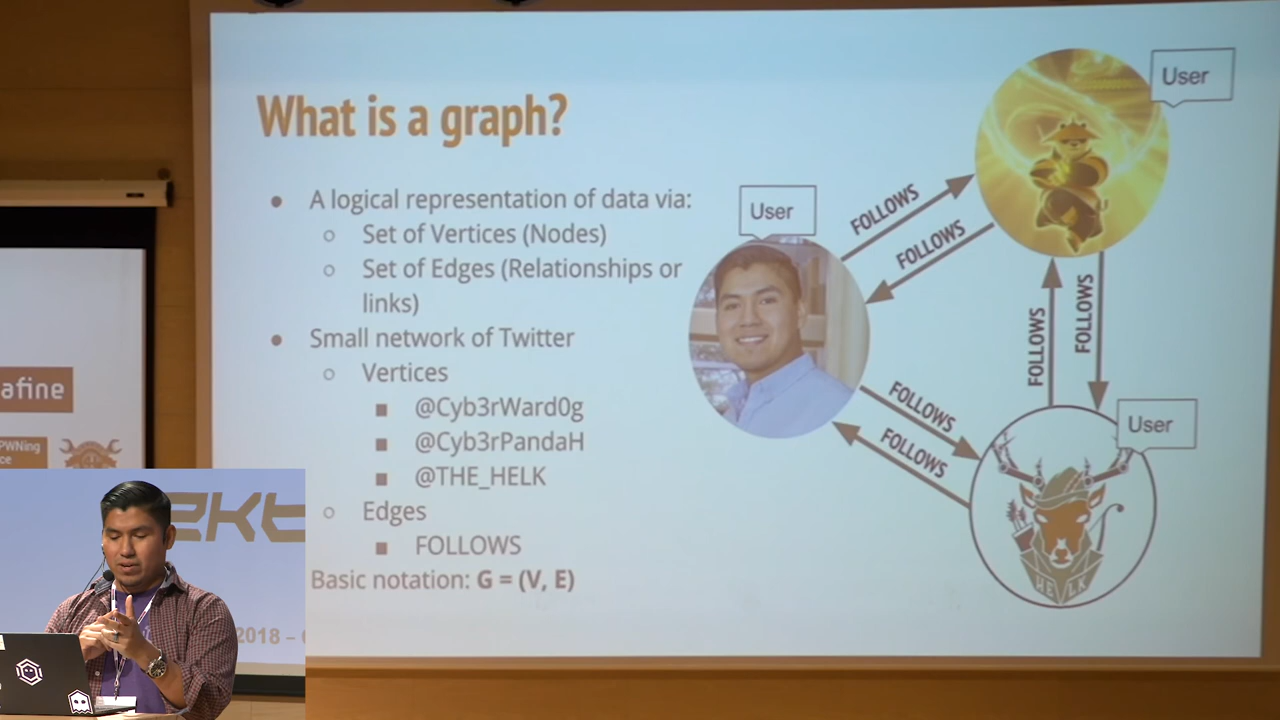 What is a graph?
User
● A logical representation of data via:
○ Set of Vertices (Nodes)
○ Set of Edges (Relationships or
links)
● Small network of Twitter
○ Vertices
■ @Cyb3rWard0g
■ @Cyb3rPandaH
■ @THE_HELK
○ Edges
■ FOLLOWS
Basic notation: G = (V, E)
User
FOLLOWS
FOLLOWS
FOLLOWS
FOLLOWS
FOLLOWS
FOLLOWS
User
HELK
afine
PWNing
ce
ekt
2018 –